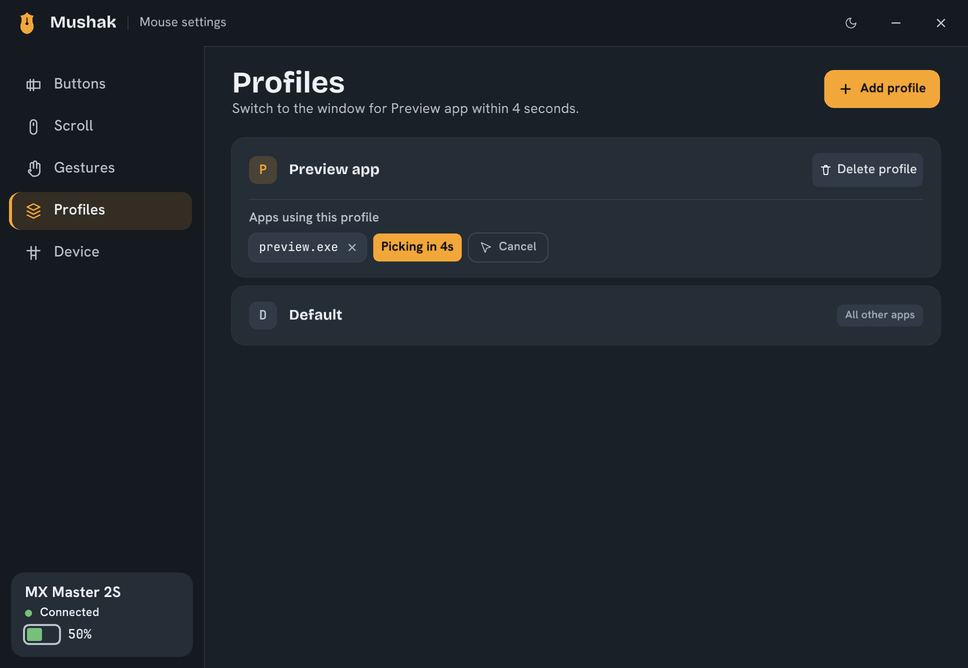 Mushak
Mouse settings
Buttons
Scroll
Gestures
Profiles
Device
MX Master 2S
Connected
50%
Profiles
Switch to the window for Preview app within 4 seconds.
Add profile
P Preview app
Delete profile
Apps using this profile
preview.exe
Picking in 4s
Cancel
D Default
All other apps